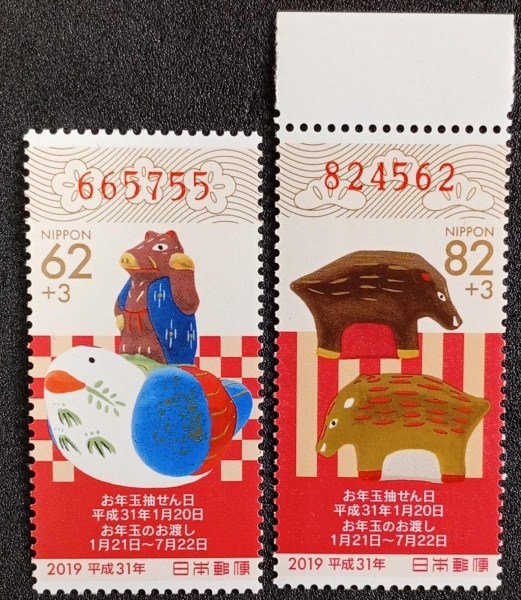 665755
NIPPON
62
+3
お年玉抽せん日
平成31年1月20日
お年玉のお渡し
1月21日〜7月22日
2019 平成31年 日本郵便
824562
NIPPON
82
+3
お年玉抽せん日
平成31年1月20日
お年玉のお渡し
1月21日〜7月22日
2019 平成31年 日本郵便